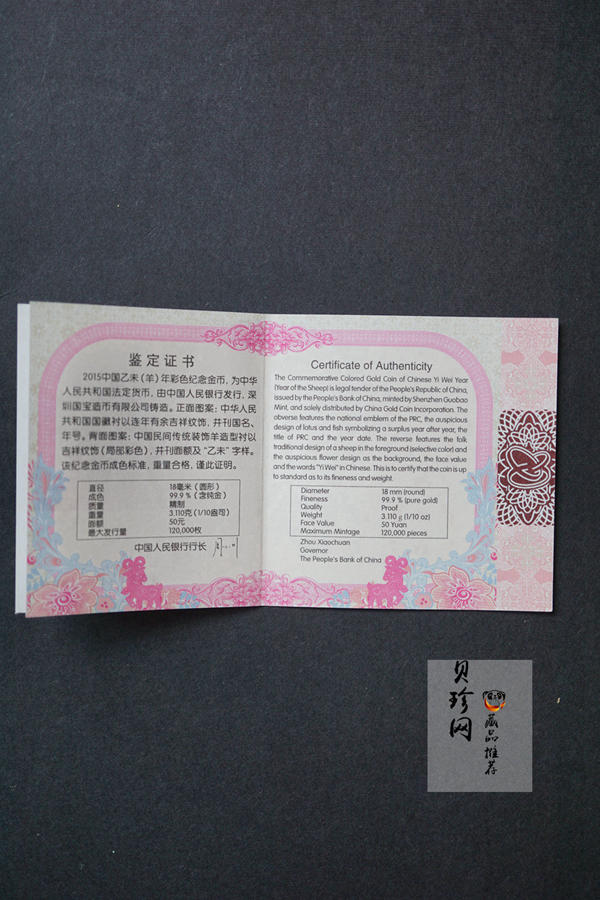 鉴定证书
2015中国乙未（羊）年彩色纪念金币，为中华
人民共和国法定货币，由中国人民银行发行，深
圳国宝造币有限公司铸造。正面图案：中华人民
共和国国徽衬以连年有余吉祥纹饰，并刊国名、
年号。背面图案：中国民间传统装饰羊造型衬以
吉祥纹饰（局部彩色），并刊面额及“乙未”字样。
该纪念金币成色标准，重量合格，谨此证明。
直径 18毫米（圆形）
成色 99.9％（含纯金）
质量 精制
重量 3.110克（1/10盎司）
面额 50元
最大发行量 120,000枚
中国人民银行行长
Certificate of Authenticity
The Commemorative Colored Gold Coin of Chinese Yi Wei Year
(Year of the Sheep) is legal tender of the People's Republic of China,
issued by the People's Bank of China, minted by Shenzhen Guobao
Mint, and solely distributed by China Gold Coin Incorporation. The
obverse features the national emblem of the PRC, the auspicious
design of lotus and fish symbolizing a surplus year after year, the
title of PRC and the year date. The reverse features the folk
traditional design of a sheep in the foreground (selective color) and
the auspicious flower design as the background, the face value
and the words "Yi Wei" in Chinese. This is to certify that the coin is up
to standard as to its fineness and weight.
Diameter 18 mm (round)
Fineness 99.9 % (pure gold)
Quality Proof
Weight 3.110 g (1/10 oz)
Face Value 50 Yuan
Maximum Mintage 120,000 pieces
Zhou Xiaochuan
Governor
The People's Bank of China
贝珍网
藏品推荐